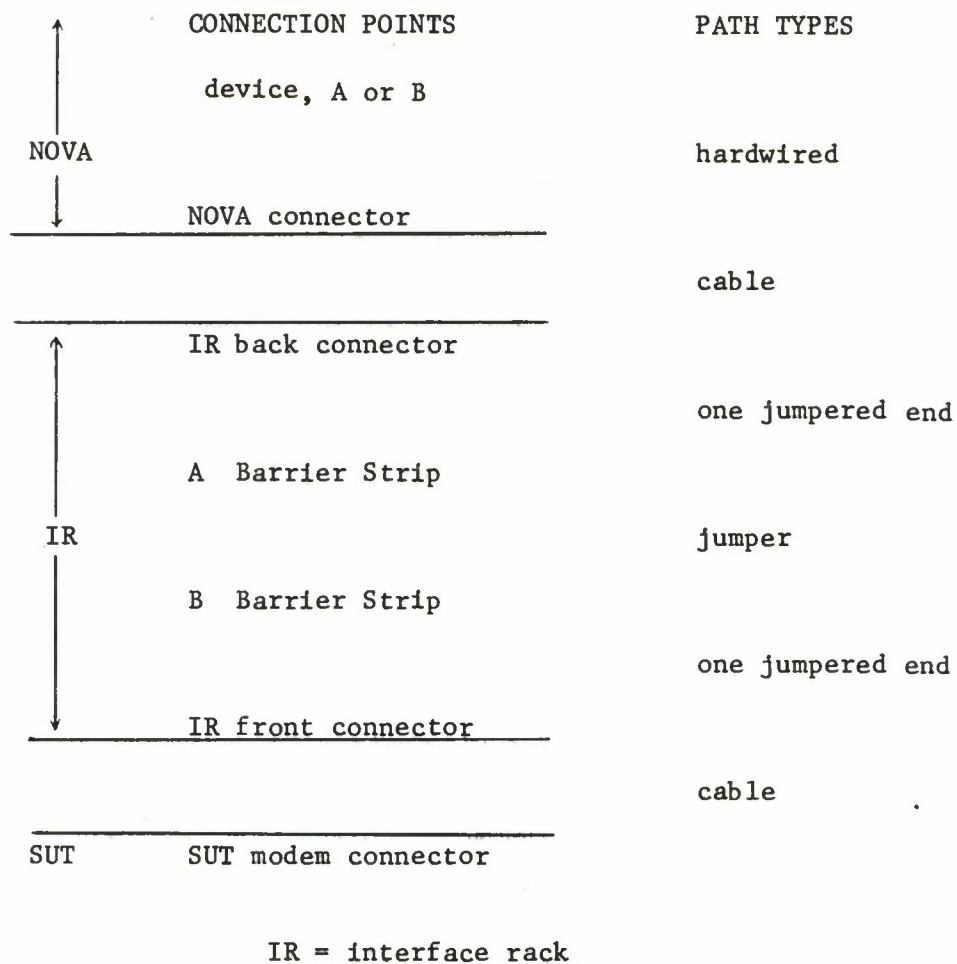 CONNECTION POINTS PATH TYPES
device, A or B
NOVA hardwired
NOVA connector
cable
IR back connector
one jumpered end
A Barrier Strip
IR jumper
B Barrier Strip
one jumpered end
IR front connector
cable
SUT SUT modem connector
IR = interface rack